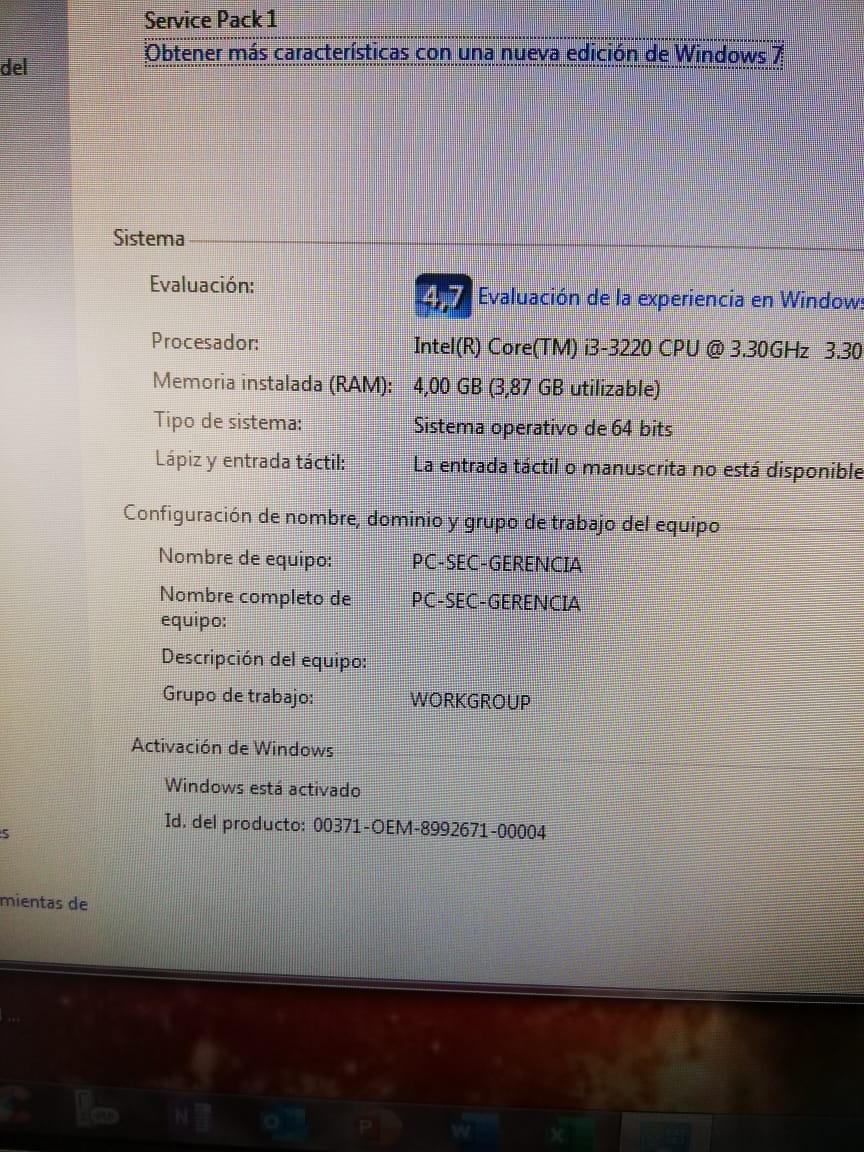 Service Pack 1
del
Obtener más características con una nueva edición de Windows 7
Sistema
Evaluación:
4,7 Evaluación de la experiencia en Windows
Procesador: Intel(R) Core(TM) i3-3220 CPU @ 3.30GHz 3.30
Memoria instalada (RAM): 4,00 GB (3,87 GB utilizable)
Tipo de sistema: Sistema operativo de 64 bits
Lápiz y entrada táctil: La entrada táctil o manuscrita no está disponible
Configuración de nombre, dominio y grupo de trabajo del equipo
Nombre de equipo: PC-SEC-GERENCIA
Nombre completo de PC-SEC-GERENCIA
equipo:
Descripción del equipo:
Grupo de trabajo: WORKGROUP
Activación de Windows
Windows está activado
Id. del producto: 00371-OEM-8992671-00004
es
mientas de
N
O
P
W
X